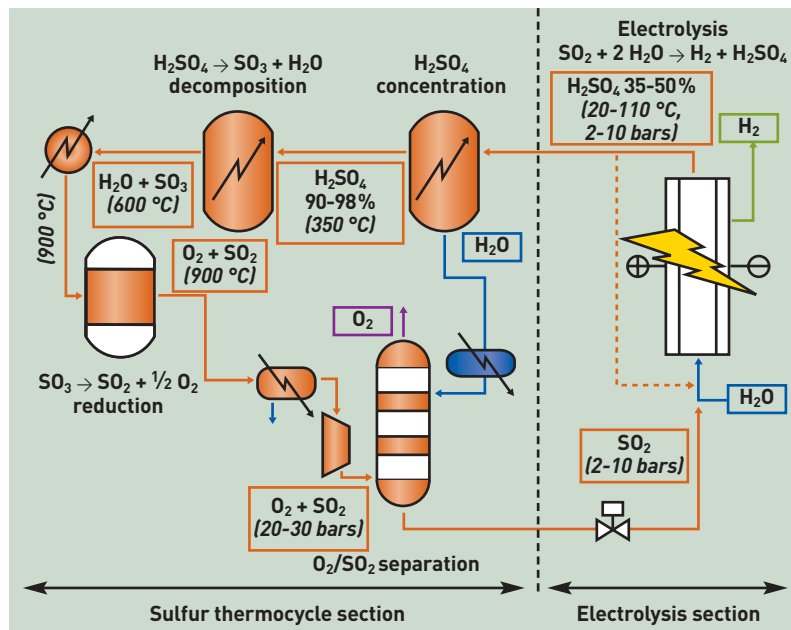 Electrolysis
SO₂ + 2 H₂O → H₂ + H₂SO₄
H₂SO₄ → SO₃ + H₂O
decomposition
H₂SO₄
concentration
H₂SO₄ 35-50%
(20-110 °C,
2-10 bars)
H₂
H₂O + SO₃
(600 °C)
H₂SO₄
90-98%
(350 °C)
(900 °C)
O₂ + SO₂
(900 °C)
H₂O
O₂
SO₃ → SO₂ + ½ O₂
reduction
H₂O
SO₂
(2-10 bars)
O₂ + SO₂
(20-30 bars)
O₂/SO₂ separation
Sulfur thermocycle section
Electrolysis section